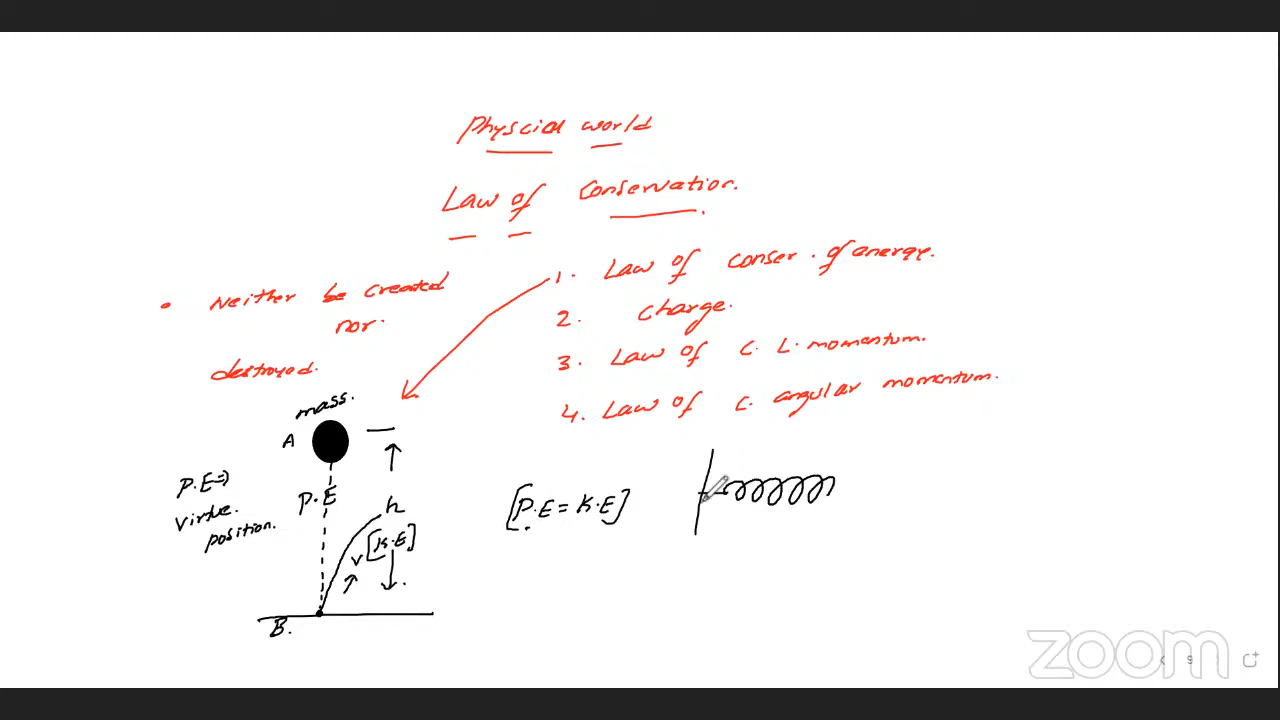 Physcial world
Law of Conservation.
1. Law of conser. of energy.
• Neither be created
nor.
destroyed.
2. Charge.
3. Law of C. L. momentum.
4. Law of C. angular momentum.
mass.
A
P.E ⇒
virtue.
position.
P.E
h
[K.E]
v
B.
[P.E = K.E]
zoom
9